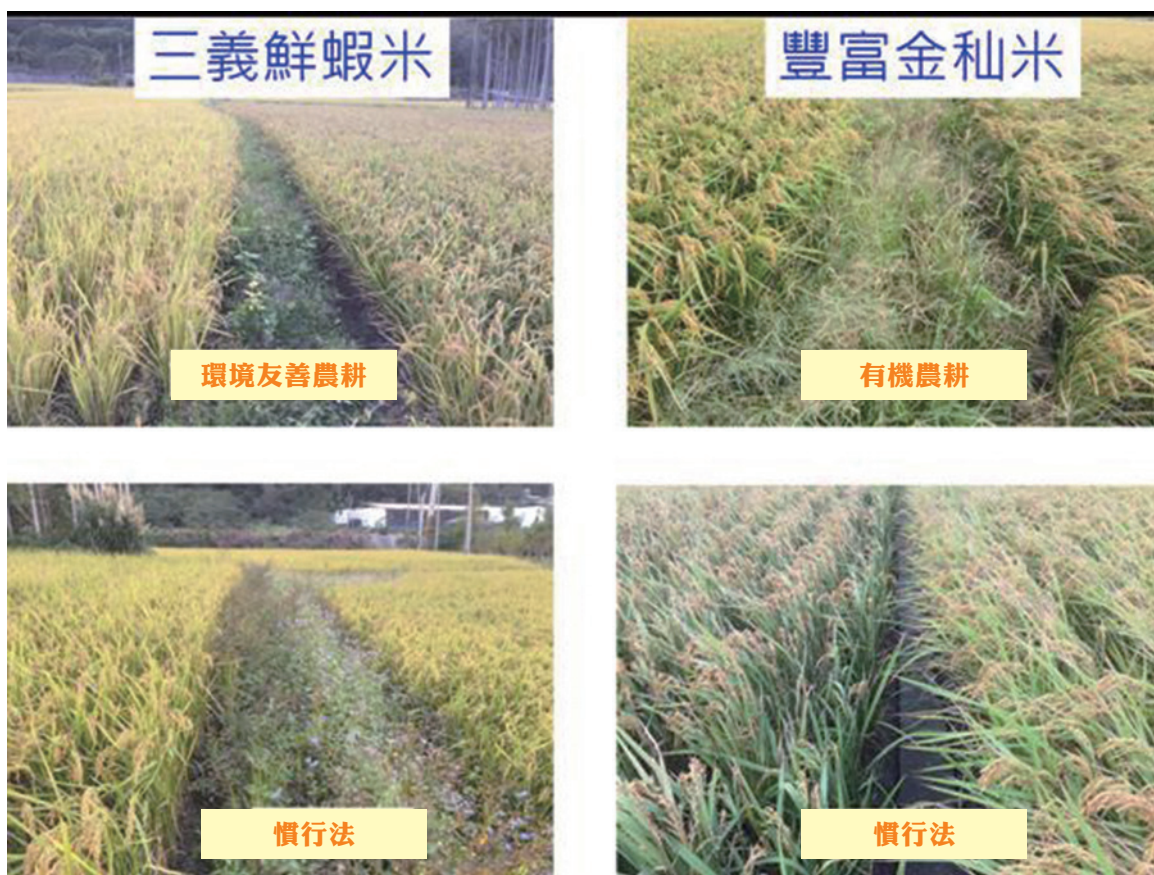 三義鮮蝦米
豐富金秈米
環境友善農耕
有機農耕
慣行法
慣行法